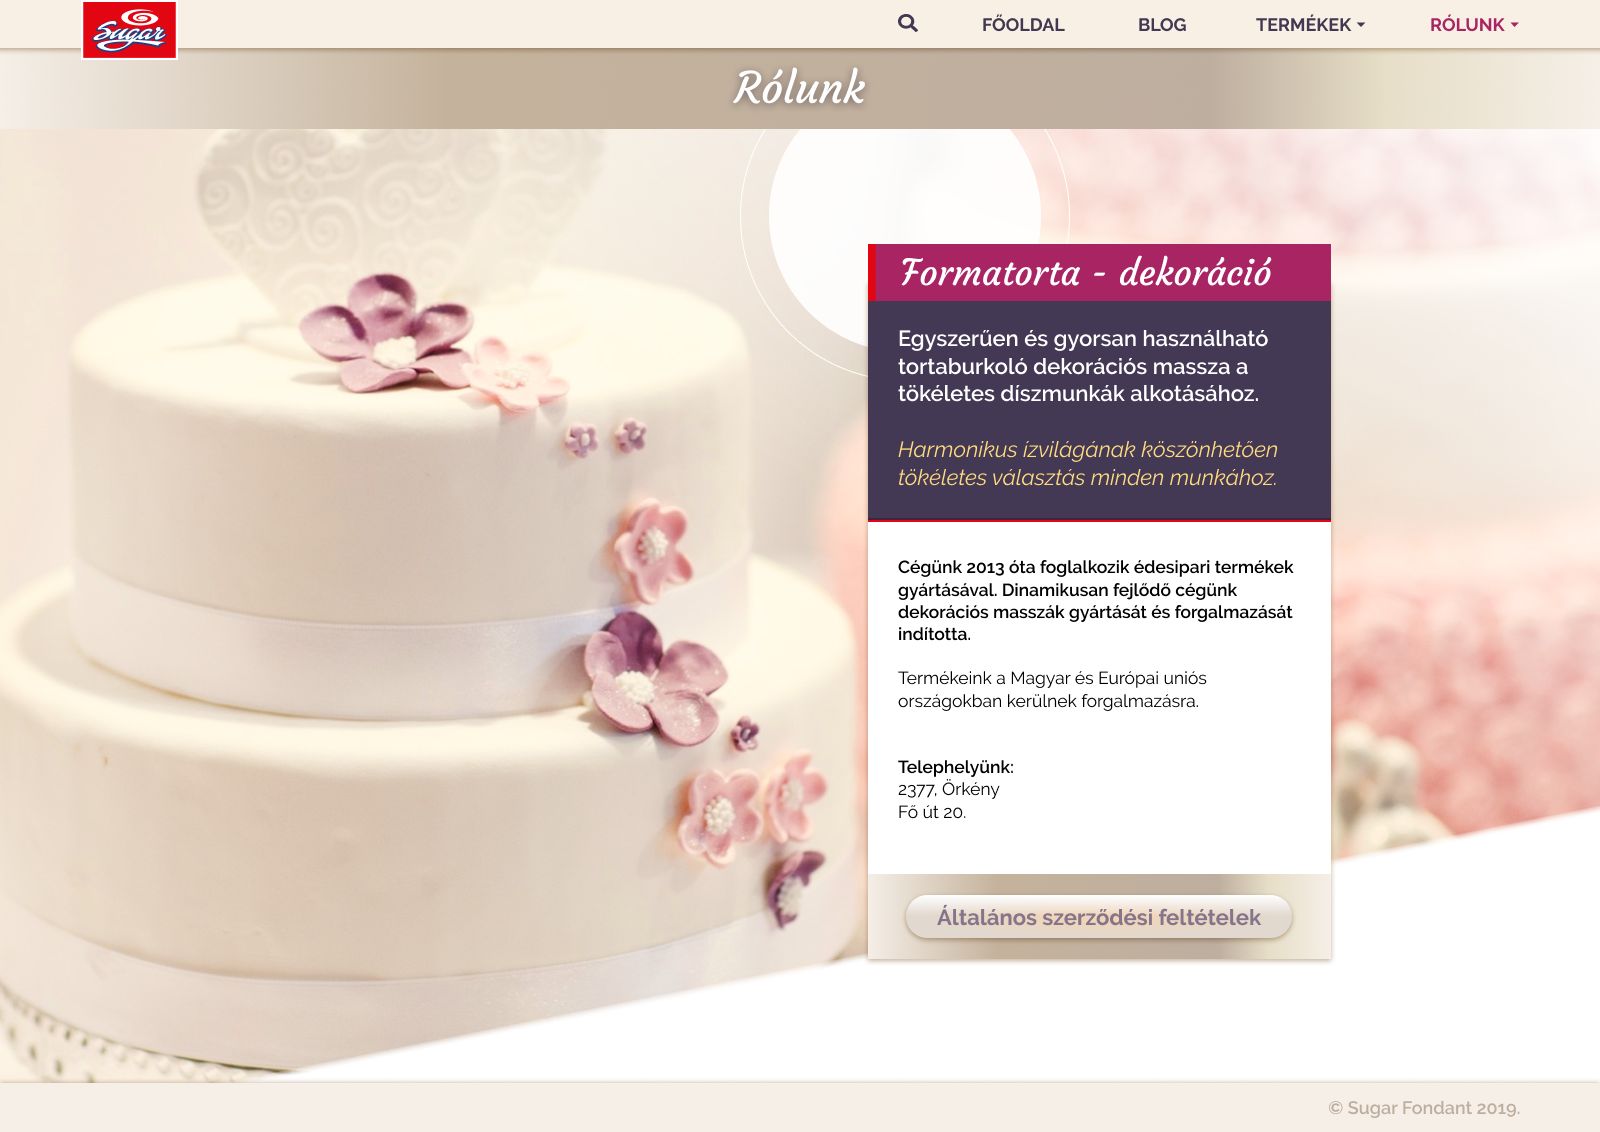 Sugar
FŐOLDAL
BLOG
TERMÉKEK
RÓLUNK
Rólunk
Formatorta - dekoráció
Egyszerűen és gyorsan használható
tortaburkoló dekorációs massza a
tökéletes díszmunkák alkotásához.
Harmonikus ízvilágának köszönhetően
tökéletes választás minden munkához.
Cégünk 2013 óta foglalkozik édesipari termékek
gyártásával. Dinamikusan fejlődő cégünk
dekorációs masszák gyártását és forgalmazását
indította.
Termékeink a Magyar és Európai uniós
országokban kerülnek forgalmazásra.
Telephelyünk:
2377, Örkény
Fő út 20.
Általános szerződési feltételek
© Sugar Fondant 2019.